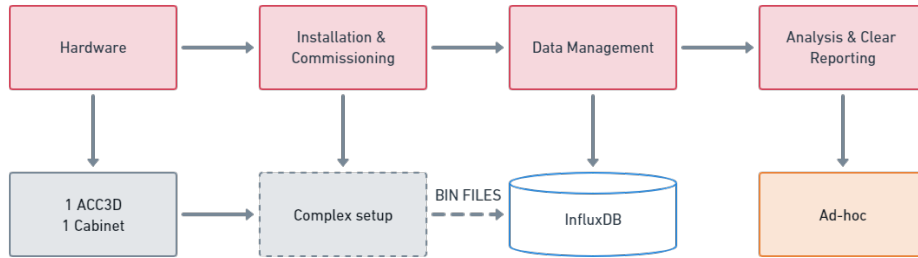 Hardware
Installation &
Commissioning
Data Management
Analysis & Clear
Reporting
1 ACC3D
1 Cabinet
Complex setup
BIN FILES
InfluxDB
Ad-hoc